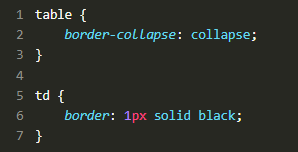 1 table {
2     border-collapse: collapse;
3 }
4
5 td {
6     border: 1px solid black;
7 }